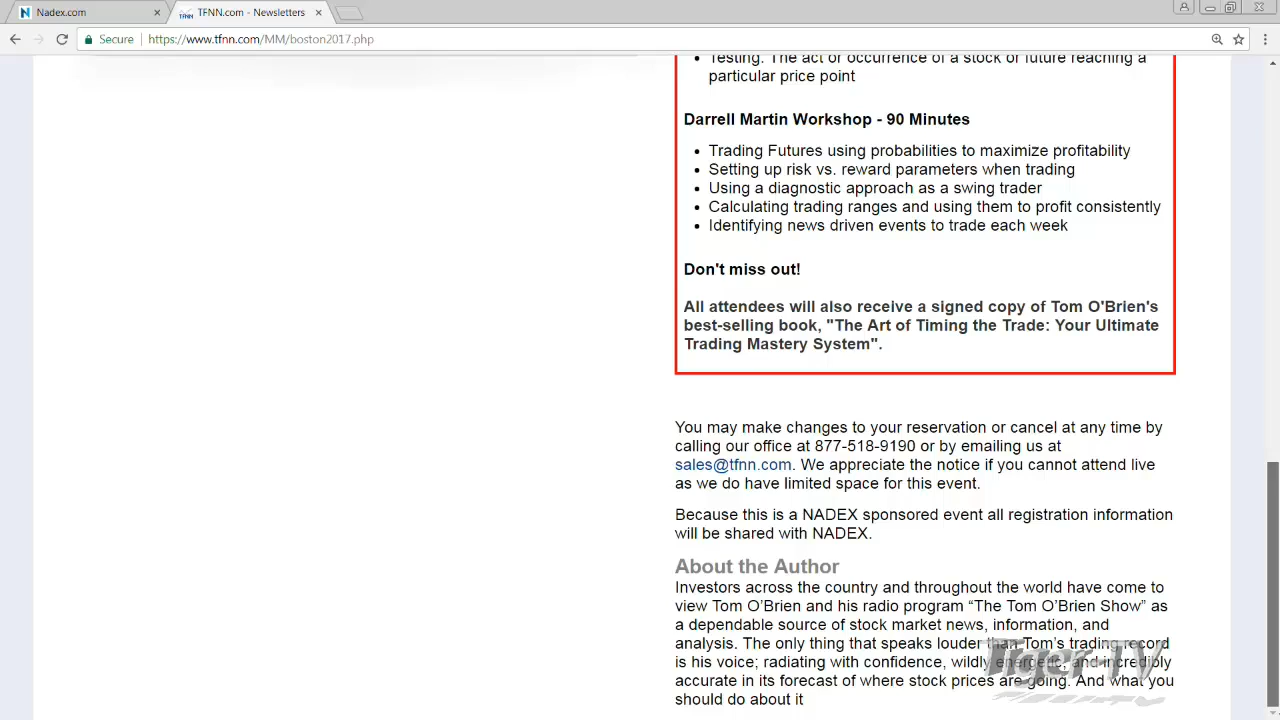 Nadex.com
TFNN.com - Newsletters
Secure
https://www.tfnn.com/MM/boston2017.php
Testing: The act or occurrence of a stock or future reaching a
particular price point
Darrell Martin Workshop - 90 Minutes
• Trading Futures using probabilities to maximize profitability
• Setting up risk vs. reward parameters when trading
• Using a diagnostic approach as a swing trader
• Calculating trading ranges and using them to profit consistently
• Identifying news driven events to trade each week
Don't miss out!
All attendees will also receive a signed copy of Tom O'Brien's
best-selling book, "The Art of Timing the Trade: Your Ultimate
Trading Mastery System".
You may make changes to your reservation or cancel at any time by
calling our office at 877-518-9190 or by emailing us at
sales@tfnn.com. We appreciate the notice if you cannot attend live
as we do have limited space for this event.
Because this is a NADEX sponsored event all registration information
will be shared with NADEX.
About the Author
Investors across the country and throughout the world have come to
view Tom O’Brien and his radio program “The Tom O’Brien Show” as
a dependable source of stock market news, information, and
analysis. The only thing that speaks louder than Tom’s trading record
is his voice; radiating with confidence, wildly energetic, and incredibly
accurate in its forecast of where stock prices are going. And what you
should do about it
Tiger-TV